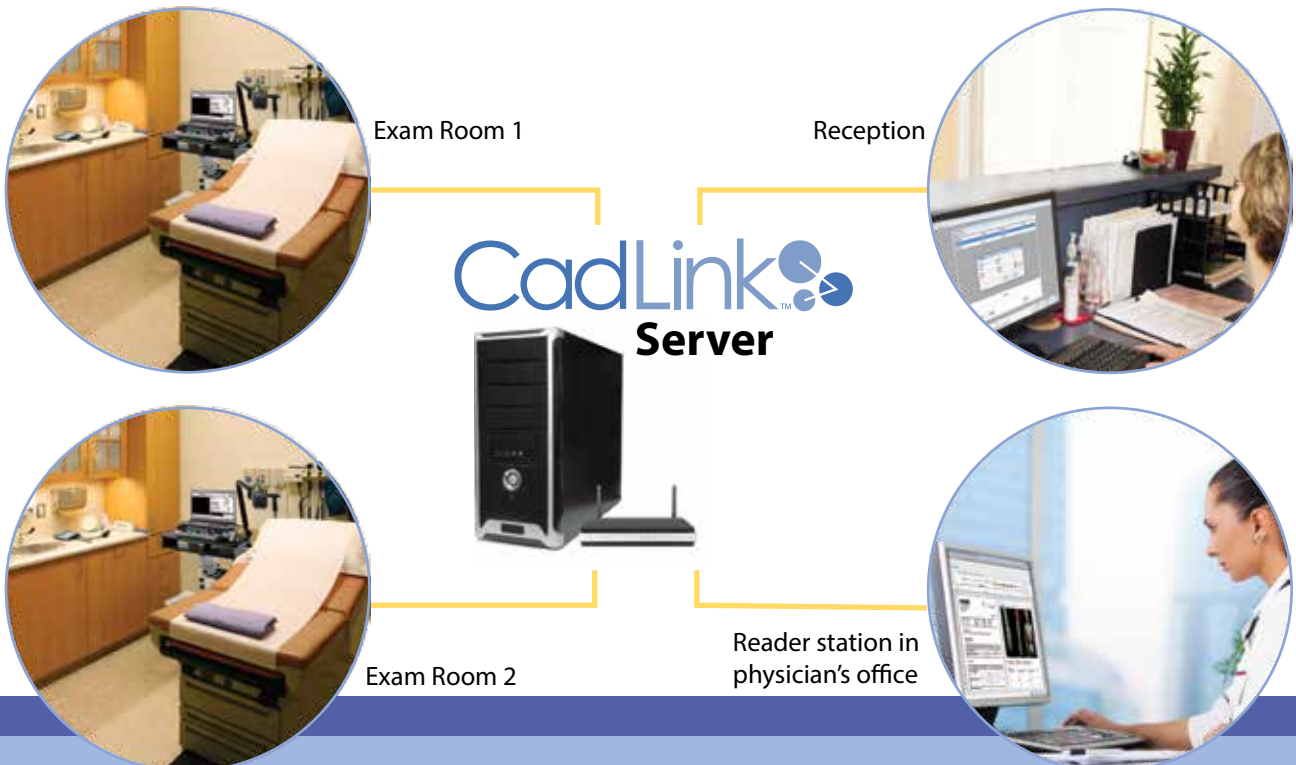 Exam Room 1
Reception
CadLink™
Server
Exam Room 2
Reader station in
physician's office